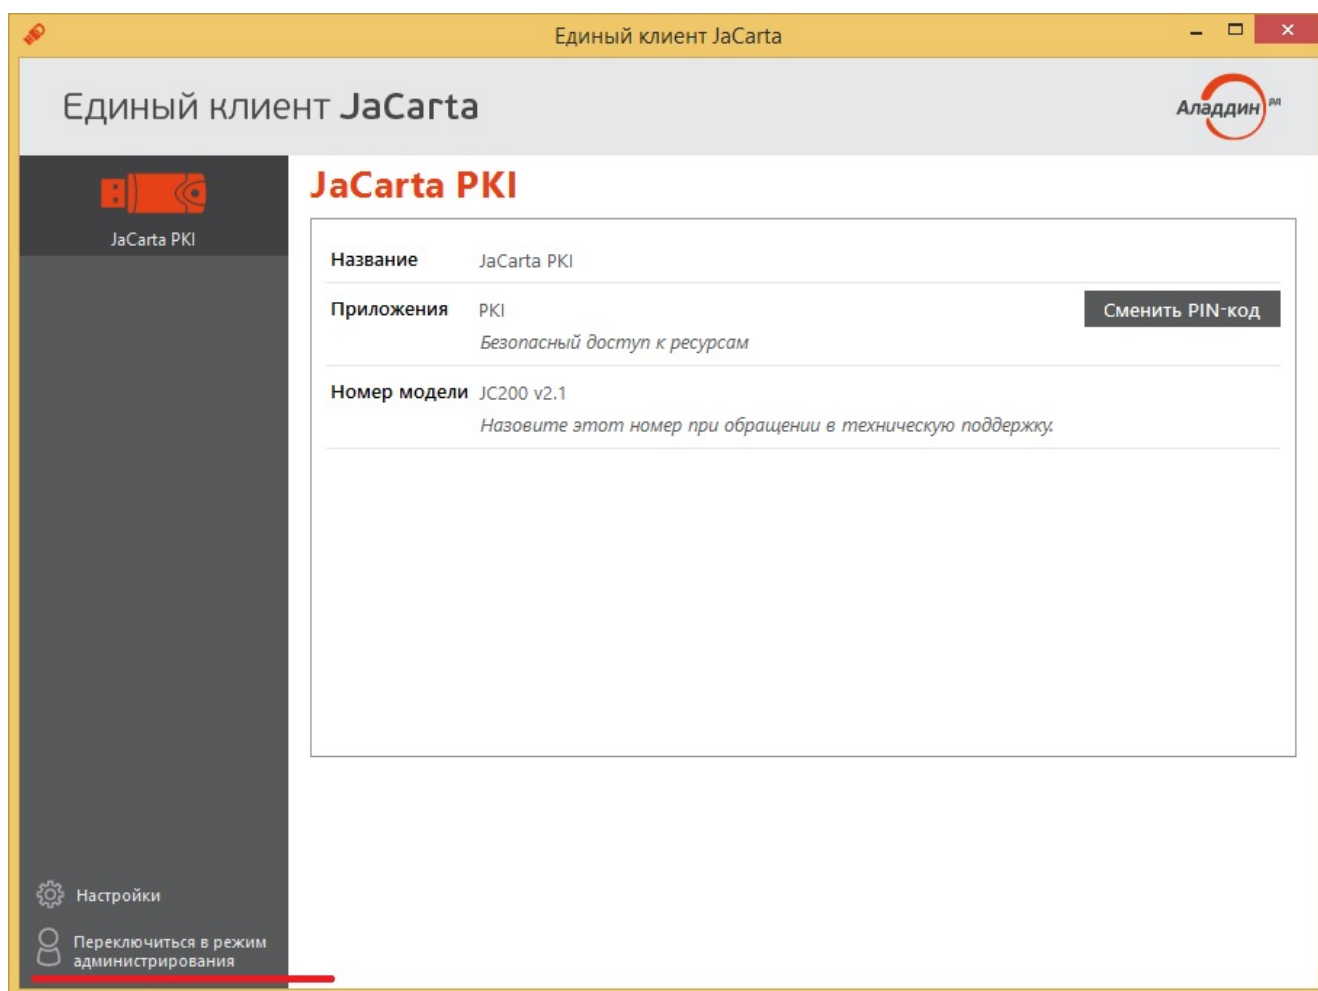 Единый клиент JaCarta
Единый клиент JaCarta
Аладдин РД
JaCarta PKI
JaCarta PKI
Название JaCarta PKI
Приложения PKI
Сменить PIN-код
Безопасный доступ к ресурсам
Номер модели JC200 v2.1
Назовите этот номер при обращении в техническую поддержку.
Настройки
Переключиться в режим
администрирования